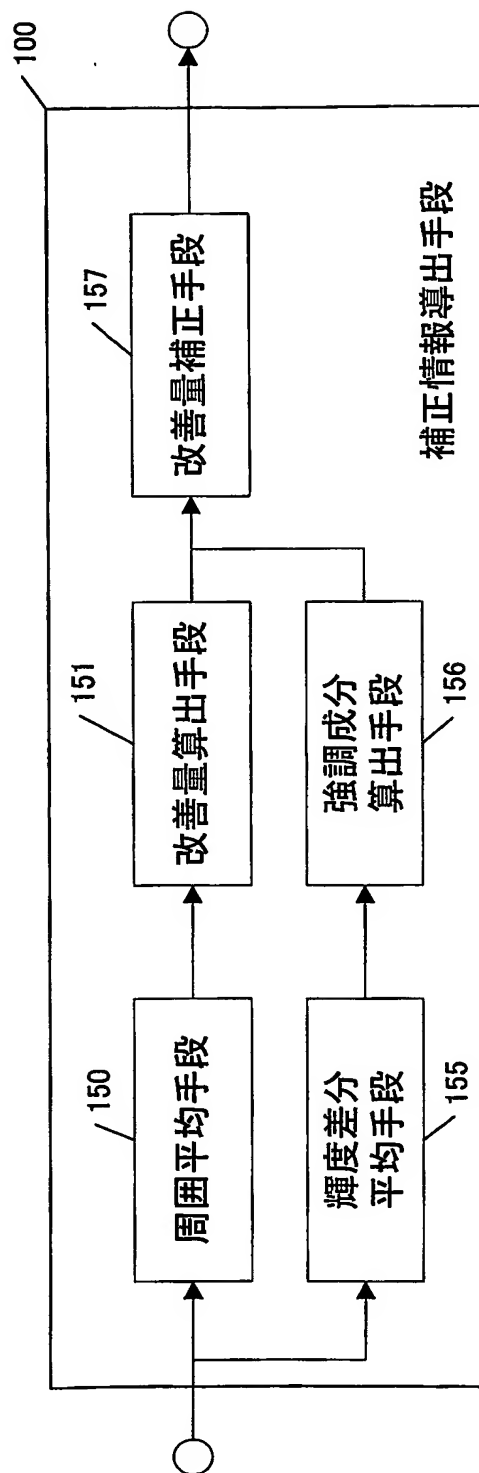 100
150
周囲平均手段
151
改善量算出手段
157
改善量補正手段
輝度差分
平均手段
155
強調成分
算出手段
156
補正情報導出手段